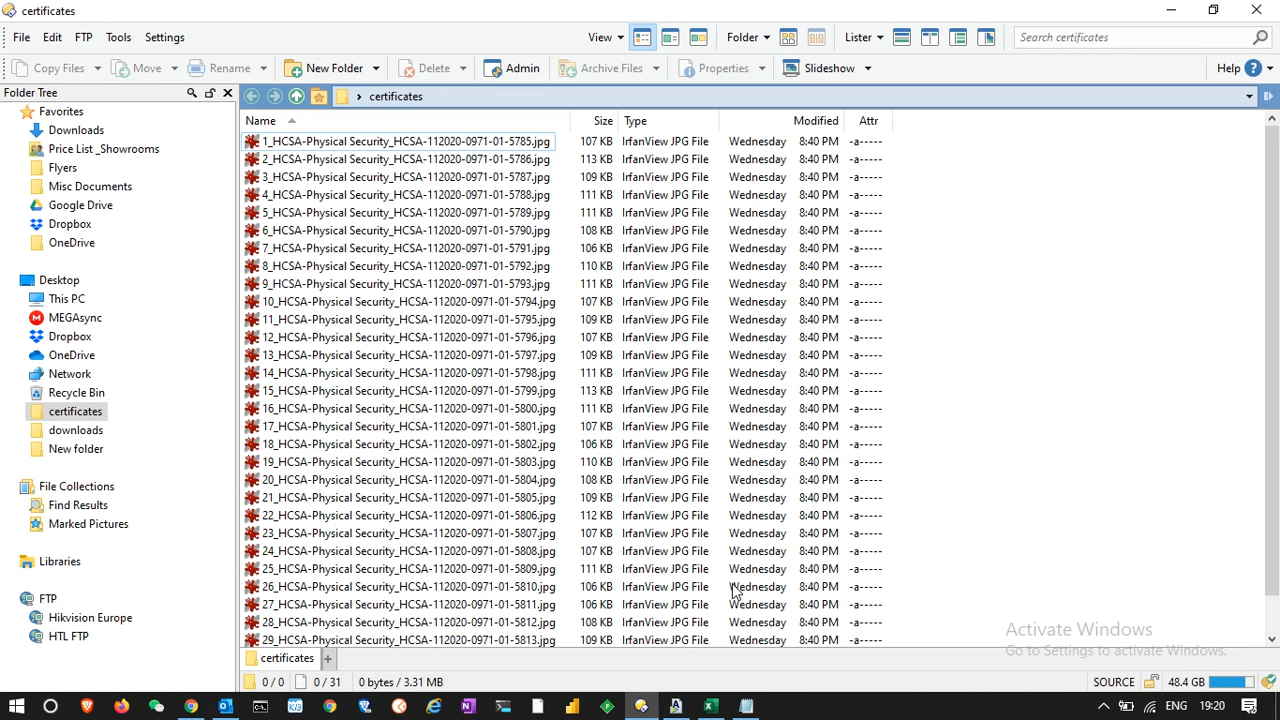 certificates
File Edit FTP Tools Settings View Folder Lister Search certificates
Copy Files Move Rename New Folder Delete Admin Archive Files Properties Slideshow Help
Folder Tree
certificates
Favorites
Downloads
Price List _Showrooms
Flyers
Misc Documents
Google Drive
Dropbox
OneDrive
Desktop
This PC
MEGAsync
Dropbox
OneDrive
Network
Recycle Bin
certificates
downloads
New folder
File Collections
Find Results
Marked Pictures
Libraries
FTP
Hikvision Europe
HTL FTP
Name Size Type Modified Attr
1_HCSA-Physical Security_HCSA-112020-0971-01-5785.jpg 107 KB IrfanView JPG File Wednesday 8:40 PM -a-----
2_HCSA-Physical Security_HCSA-112020-0971-01-5786.jpg 113 KB IrfanView JPG File Wednesday 8:40 PM -a-----
3_HCSA-Physical Security_HCSA-112020-0971-01-5787.jpg 109 KB IrfanView JPG File Wednesday 8:40 PM -a-----
4_HCSA-Physical Security_HCSA-112020-0971-01-5788.jpg 111 KB IrfanView JPG File Wednesday 8:40 PM -a-----
5_HCSA-Physical Security_HCSA-112020-0971-01-5789.jpg 111 KB IrfanView JPG File Wednesday 8:40 PM -a-----
6_HCSA-Physical Security_HCSA-112020-0971-01-5790.jpg 108 KB IrfanView JPG File Wednesday 8:40 PM -a-----
7_HCSA-Physical Security_HCSA-112020-0971-01-5791.jpg 106 KB IrfanView JPG File Wednesday 8:40 PM -a-----
8_HCSA-Physical Security_HCSA-112020-0971-01-5792.jpg 110 KB IrfanView JPG File Wednesday 8:40 PM -a-----
9_HCSA-Physical Security_HCSA-112020-0971-01-5793.jpg 111 KB IrfanView JPG File Wednesday 8:40 PM -a-----
10_HCSA-Physical Security_HCSA-112020-0971-01-5794.jpg 107 KB IrfanView JPG File Wednesday 8:40 PM -a-----
11_HCSA-Physical Security_HCSA-112020-0971-01-5795.jpg 109 KB IrfanView JPG File Wednesday 8:40 PM -a-----
12_HCSA-Physical Security_HCSA-112020-0971-01-5796.jpg 107 KB IrfanView JPG File Wednesday 8:40 PM -a-----
13_HCSA-Physical Security_HCSA-112020-0971-01-5797.jpg 109 KB IrfanView JPG File Wednesday 8:40 PM -a-----
14_HCSA-Physical Security_HCSA-112020-0971-01-5798.jpg 111 KB IrfanView JPG File Wednesday 8:40 PM -a-----
15_HCSA-Physical Security_HCSA-112020-0971-01-5799.jpg 113 KB IrfanView JPG File Wednesday 8:40 PM -a-----
16_HCSA-Physical Security_HCSA-112020-0971-01-5800.jpg 111 KB IrfanView JPG File Wednesday 8:40 PM -a-----
17_HCSA-Physical Security_HCSA-112020-0971-01-5801.jpg 107 KB IrfanView JPG File Wednesday 8:40 PM -a-----
18_HCSA-Physical Security_HCSA-112020-0971-01-5802.jpg 106 KB IrfanView JPG File Wednesday 8:40 PM -a-----
19_HCSA-Physical Security_HCSA-112020-0971-01-5803.jpg 110 KB IrfanView JPG File Wednesday 8:40 PM -a-----
20_HCSA-Physical Security_HCSA-112020-0971-01-5804.jpg 108 KB IrfanView JPG File Wednesday 8:40 PM -a-----
21_HCSA-Physical Security_HCSA-112020-0971-01-5805.jpg 109 KB IrfanView JPG File Wednesday 8:40 PM -a-----
22_HCSA-Physical Security_HCSA-112020-0971-01-5806.jpg 112 KB IrfanView JPG File Wednesday 8:40 PM -a-----
23_HCSA-Physical Security_HCSA-112020-0971-01-5807.jpg 107 KB IrfanView JPG File Wednesday 8:40 PM -a-----
24_HCSA-Physical Security_HCSA-112020-0971-01-5808.jpg 107 KB IrfanView JPG File Wednesday 8:40 PM -a-----
25_HCSA-Physical Security_HCSA-112020-0971-01-5809.jpg 111 KB IrfanView JPG File Wednesday 8:40 PM -a-----
26_HCSA-Physical Security_HCSA-112020-0971-01-5810.jpg 106 KB IrfanView JPG File Wednesday 8:40 PM -a-----
27_HCSA-Physical Security_HCSA-112020-0971-01-5811.jpg 106 KB IrfanView JPG File Wednesday 8:40 PM -a-----
28_HCSA-Physical Security_HCSA-112020-0971-01-5812.jpg 108 KB IrfanView JPG File Wednesday 8:40 PM -a-----
29_HCSA-Physical Security_HCSA-112020-0971-01-5813.jpg 109 KB IrfanView JPG File Wednesday 8:40 PM -a-----
Activate Windows
Go to Settings to activate Windows.
certificates
0 / 0 0 / 31 0 bytes / 3.31 MB SOURCE 48.4 GB
ENG 19:20